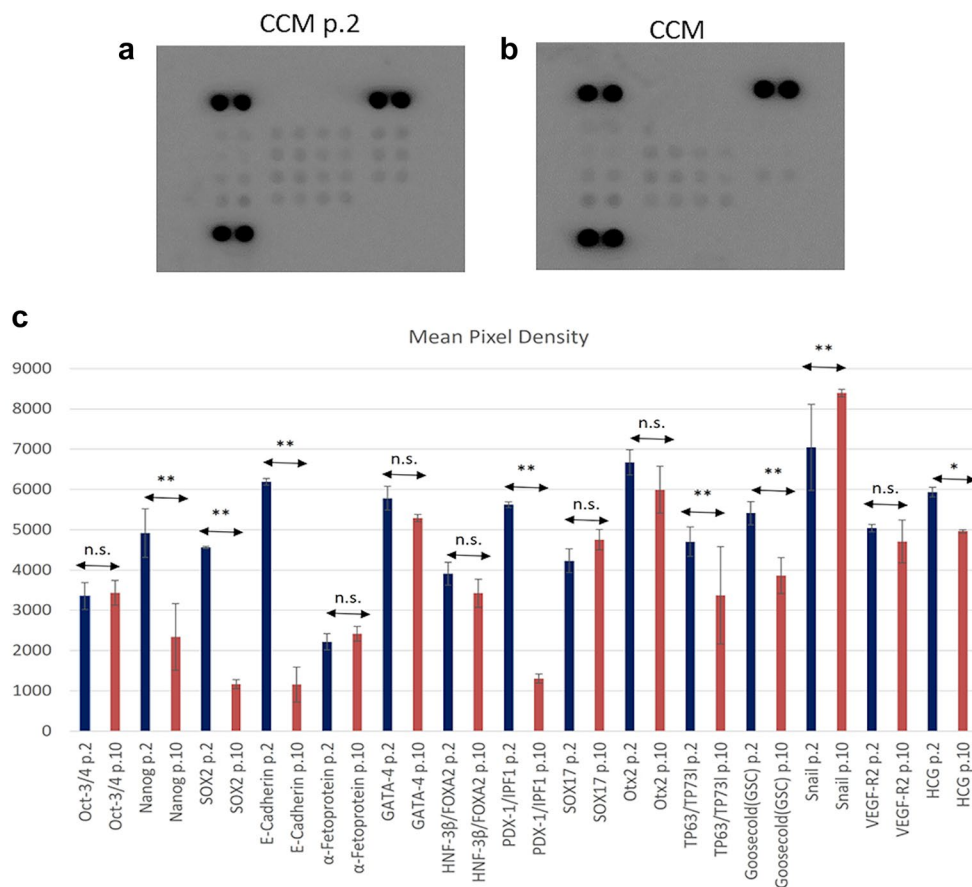 CCM p.2
CCM
a
b
c
Mean Pixel Density
9000
8000
7000
6000
5000
4000
3000
2000
1000
0
n.s.
**
**
**
n.s.
n.s.
n.s.
**
n.s.
n.s.
**
**
**
n.s.
*
Oct-3/4 p.2
Oct-3/4 p.10
Nanog p.2
Nanog p.10
SOX2 p.2
SOX2 p.10
E-Cadherin p.2
E-Cadherin p.10
α-Fetoprotein p.2
α-Fetoprotein p.10
GATA-4 p.2
GATA-4 p.10
HNF-3β/FOXA2 p.2
HNF-3β/FOXA2 p.10
PDX-1/IPF1 p.2
PDX-1/IPF1 p.10
SOX17 p.2
SOX17 p.10
Otx2 p.2
Otx2 p.10
TP63/TP73l p.2
TP63/TP73l p.10
Goosecold(GSC) p.2
Goosecold(GSC) p.10
Snail p.2
Snail p.10
VEGF-R2 p.2
VEGF-R2 p.10
HCG p.2
HCG p.10